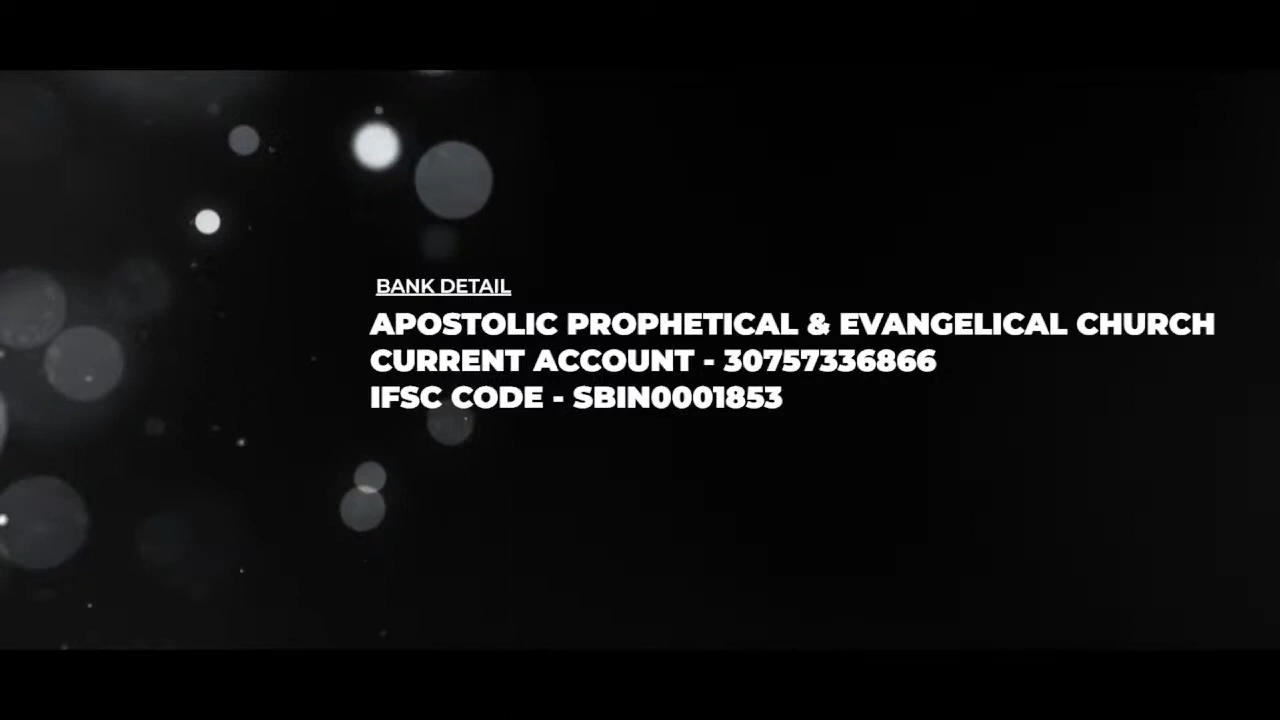 BANK DETAIL
APOSTOLIC PROPHETICAL & EVANGELICAL CHURCH
CURRENT ACCOUNT - 30757336866
IFSC CODE - SBIN0001853